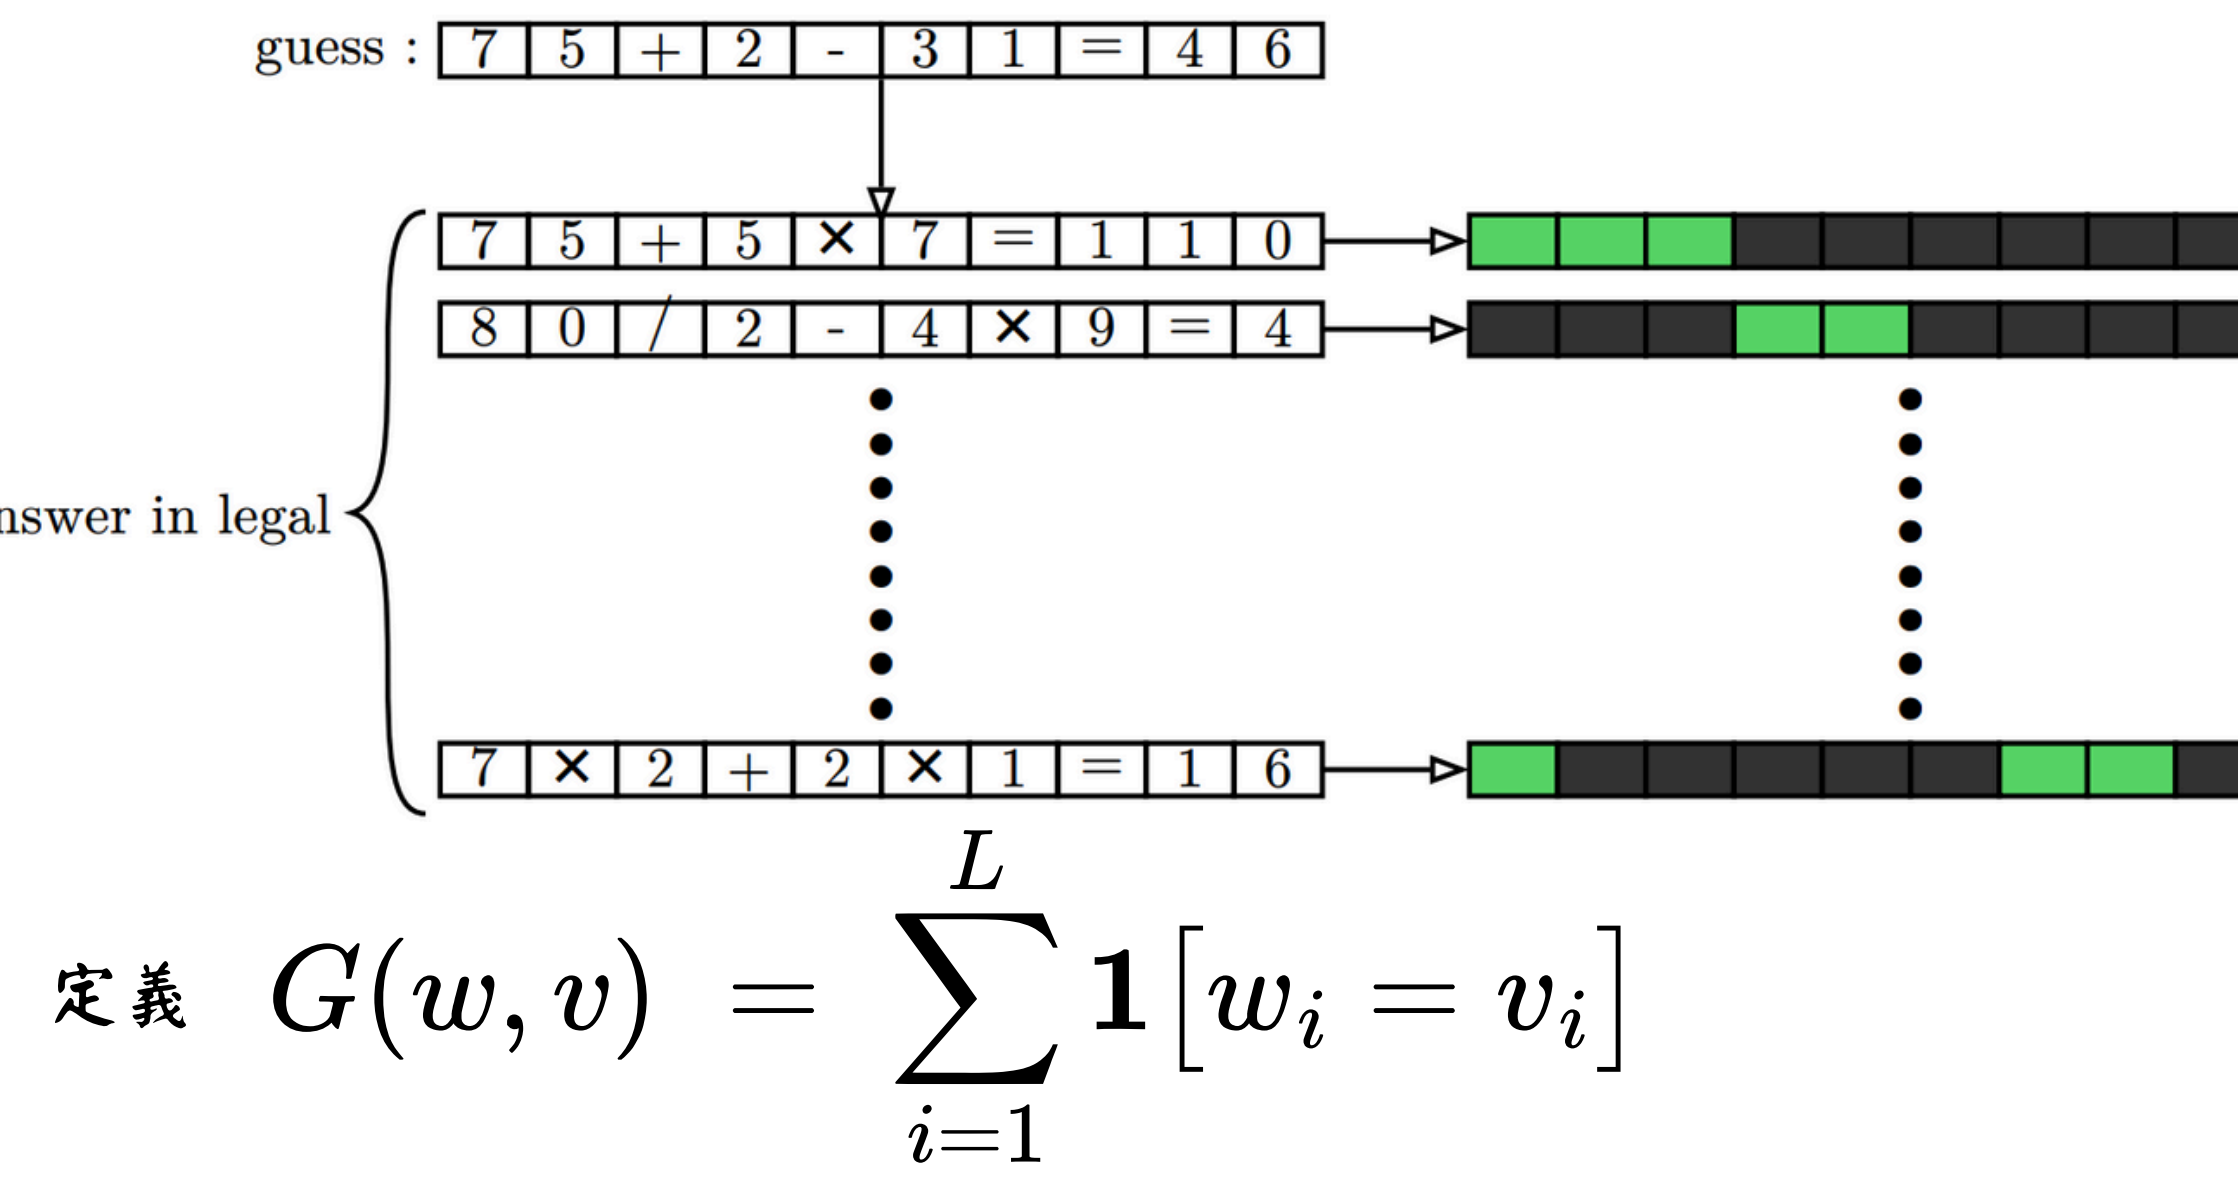 guess : 7 5 + 2 - 3 1 = 4 6
7 5 + 5 × 7 = 1 1 0
8 0 / 2 - 4 × 9 = 4
nswer in legal
7 × 2 + 2 × 1 = 1 6
定義 G(w, v) = \sum_{i=1}^{L} 1[w_i = v_i]